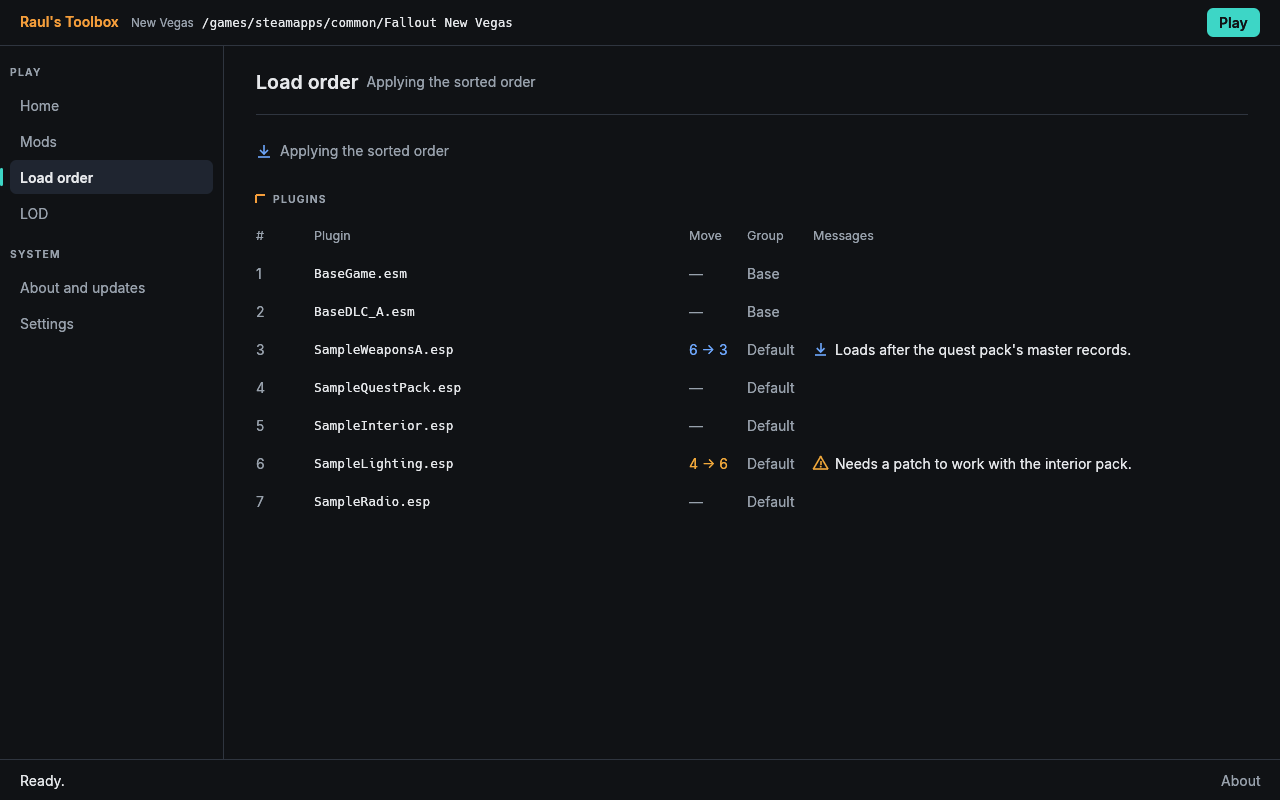 Raul's Toolbox New Vegas /games/steamapps/common/Fallout New Vegas Play
PLAY
Home
Mods
Load order
LOD
SYSTEM
About and updates
Settings
Load order Applying the sorted order
Applying the sorted order
PLUGINS
# Plugin Move Group Messages
1 BaseGame.esm — Base
2 BaseDLC_A.esm — Base
3 SampleWeaponsA.esp 6 → 3 Default Loads after the quest pack's master records.
4 SampleQuestPack.esp — Default
5 SampleInterior.esp — Default
6 SampleLighting.esp 4 → 6 Default Needs a patch to work with the interior pack.
7 SampleRadio.esp — Default
Ready. About